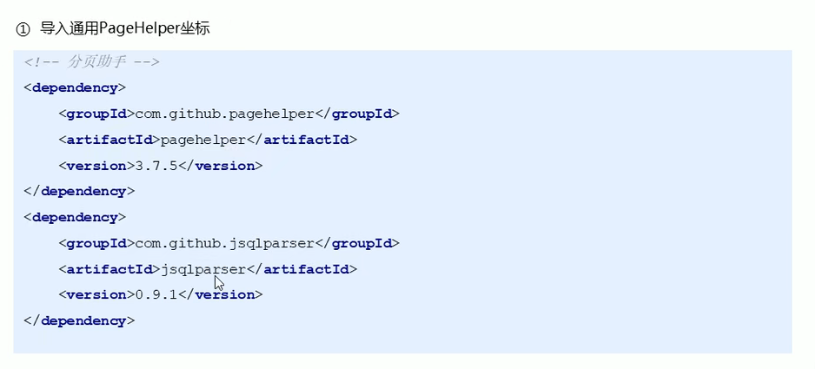 ① 导入通用PageHelper坐标
<!-- 分页助手 -->
<dependency>
    <groupId>com.github.pagehelper</groupId>
    <artifactId>pagehelper</artifactId>
    <version>3.7.5</version>
</dependency>
<dependency>
    <groupId>com.github.jsqlparser</groupId>
    <artifactId>jsqlparser</artifactId>
    <version>0.9.1</version>
</dependency>